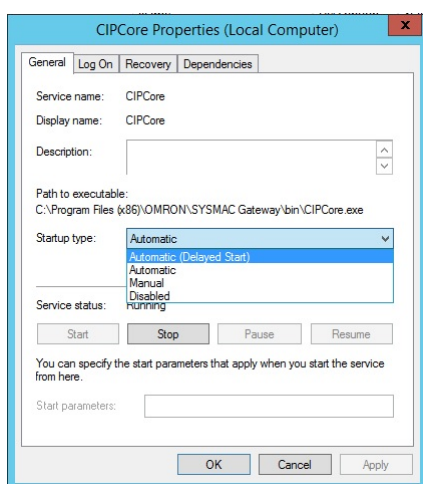 CIPCore Properties (Local Computer)
x
General Log On Recovery Dependencies
Service name: CIPCore
Display name: CIPCore
Description:
Path to executable:
C:\Program Files (x86)\OMRON\SYSMAC Gateway\bin\CIPCore.exe
Startup type: Automatic
Automatic (Delayed Start)
Automatic
Manual
Disabled
Service status: Running
Start Stop Pause Resume
You can specify the start parameters that apply when you start the service
from here.
Start parameters:
OK Cancel Apply